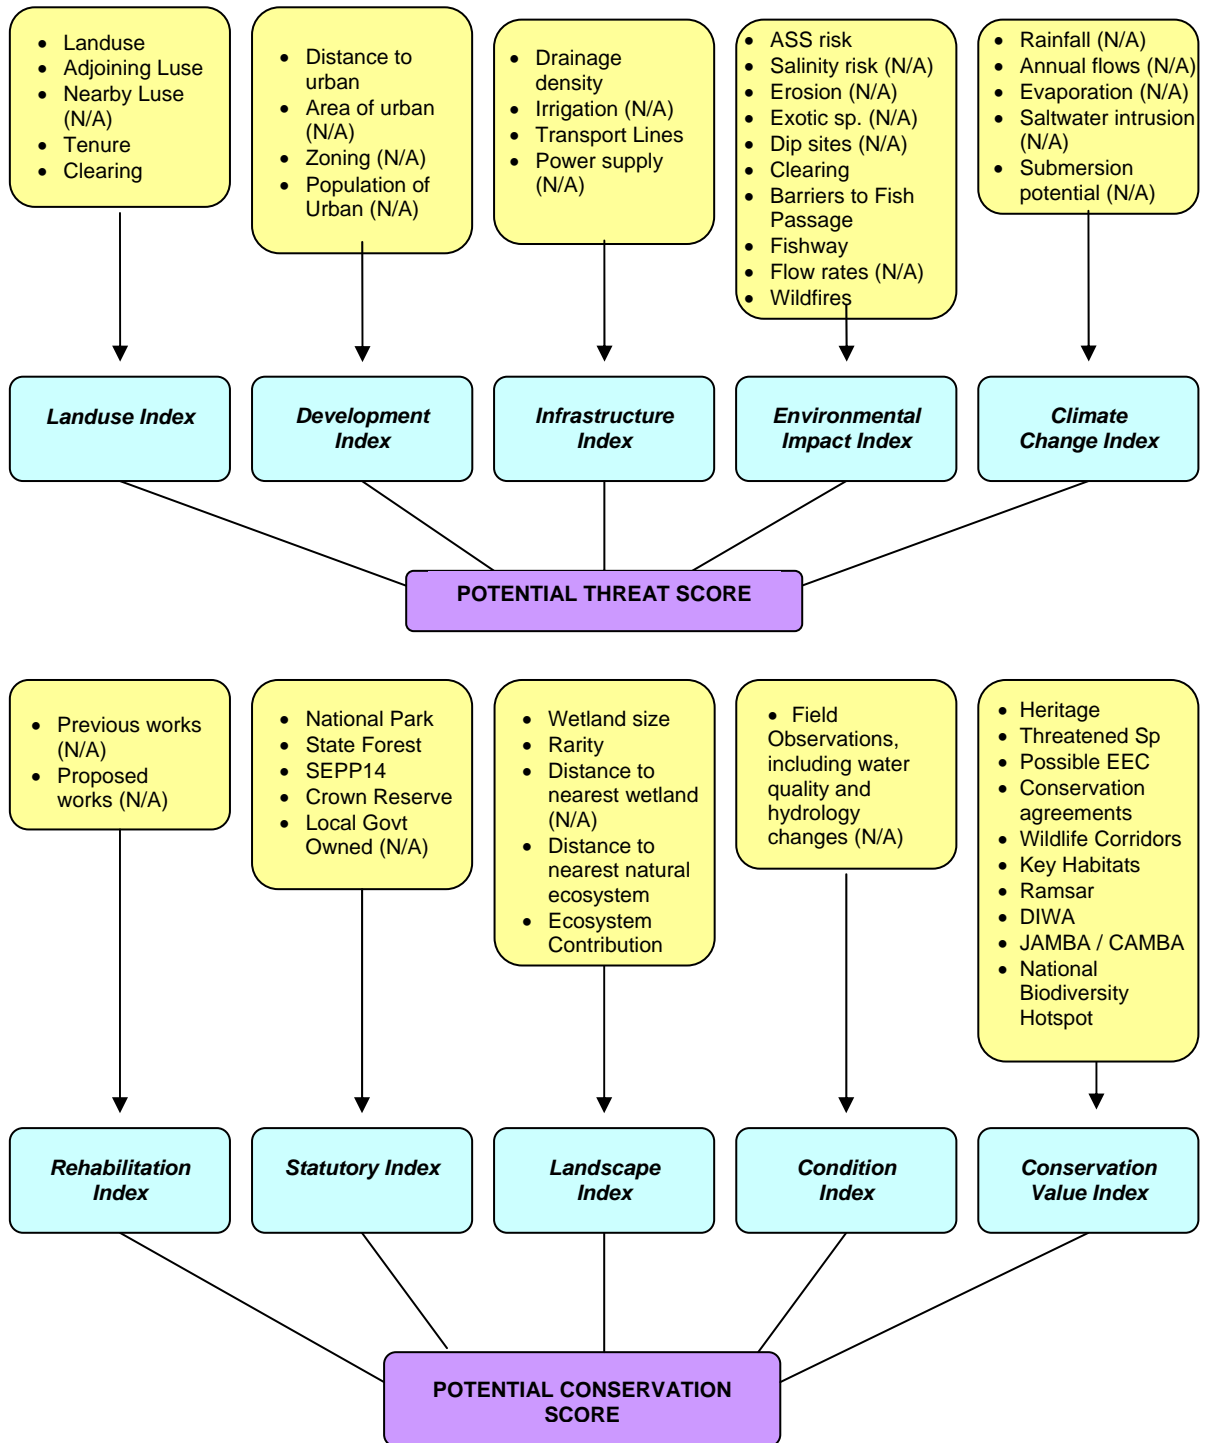 • Landuse
• Adjoining Luse
• Nearby Luse
(N/A)
• Tenure
• Clearing
• Distance to
urban
• Area of urban
(N/A)
• Zoning (N/A)
• Population of
Urban (N/A)
• Drainage
density
• Irrigation (N/A)
• Transport Lines
• Power supply
(N/A)
• ASS risk
• Salinity risk (N/A)
• Erosion (N/A)
• Exotic sp. (N/A)
• Dip sites (N/A)
• Clearing
• Barriers to Fish
Passage
• Fishway
• Flow rates (N/A)
• Wildfires
• Rainfall (N/A)
• Annual flows (N/A)
• Evaporation (N/A)
• Saltwater intrusion
(N/A)
• Submersion
potential (N/A)
Landuse Index
Development
Index
Infrastructure
Index
Environmental
Impact Index
Climate
Change Index
POTENTIAL THREAT SCORE
• Previous works
(N/A)
• Proposed
works (N/A)
• National Park
• State Forest
• SEPP14
• Crown Reserve
• Local Govt
Owned (N/A)
• Wetland size
• Rarity
• Distance to
nearest wetland
(N/A)
• Distance to
nearest natural
ecosystem
• Ecosystem
Contribution
• Field
Observations,
including water
quality and
hydrology
changes (N/A)
• Heritage
• Threatened Sp
• Possible EEC
• Conservation
agreements
• Wildlife Corridors
• Key Habitats
• Ramsar
• DIWA
• JAMBA / CAMBA
• National
Biodiversity
Hotspot
Rehabilitation
Index
Statutory Index
Landscape
Index
Condition
Index
Conservation
Value Index
POTENTIAL CONSERVATION
SCORE